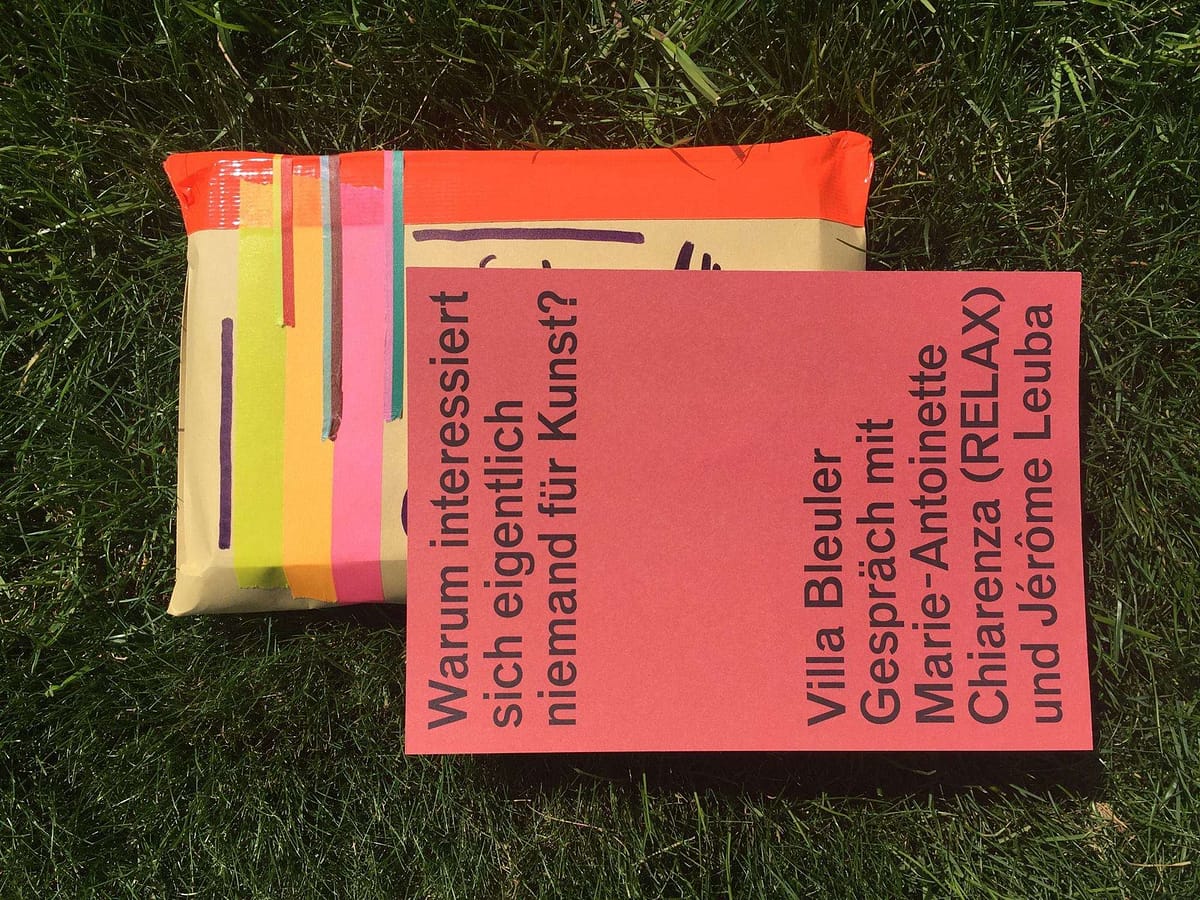 Warum interessiert
sich eigentlich
niemand für Kunst?
Villa Bleuler
Gespräch mit
Marie-Antoinette
Chiarenza (RELAX)
und Jérôme Leuba